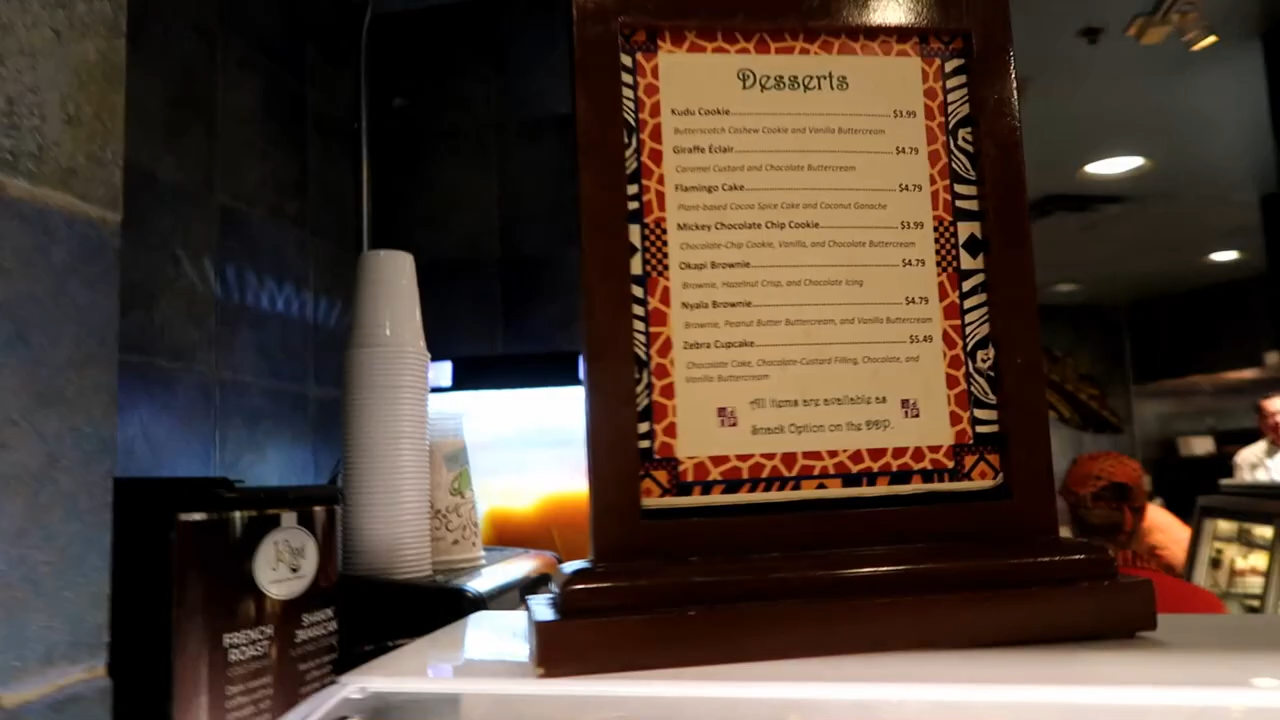 Desserts
Kudu Cookie $3.99
Butterscotch Cashew Cookie and Vanilla Buttercream
Giraffe Éclair $4.79
Caramel Custard and Chocolate Buttercream
Flamingo Cake $4.79
Plant-based Cocoa Spice Cake and Coconut Ganache
Mickey Chocolate Chip Cookie $3.99
Chocolate-Chip Cookie, Vanilla, and Chocolate Buttercream
Okapi Brownie $4.79
Brownie, Hazelnut Crisp, and Chocolate Icing
Nyala Brownie $4.79
Brownie, Peanut Butter Buttercream, and Vanilla Buttercream
Zebra Cupcake $5.49
Chocolate Cake, Chocolate-Custard Filling, Chocolate, and
Vanilla Buttercream
All items are available as
Snack Option on the DDP.
FRENCH
ROAST
JAMAICAN